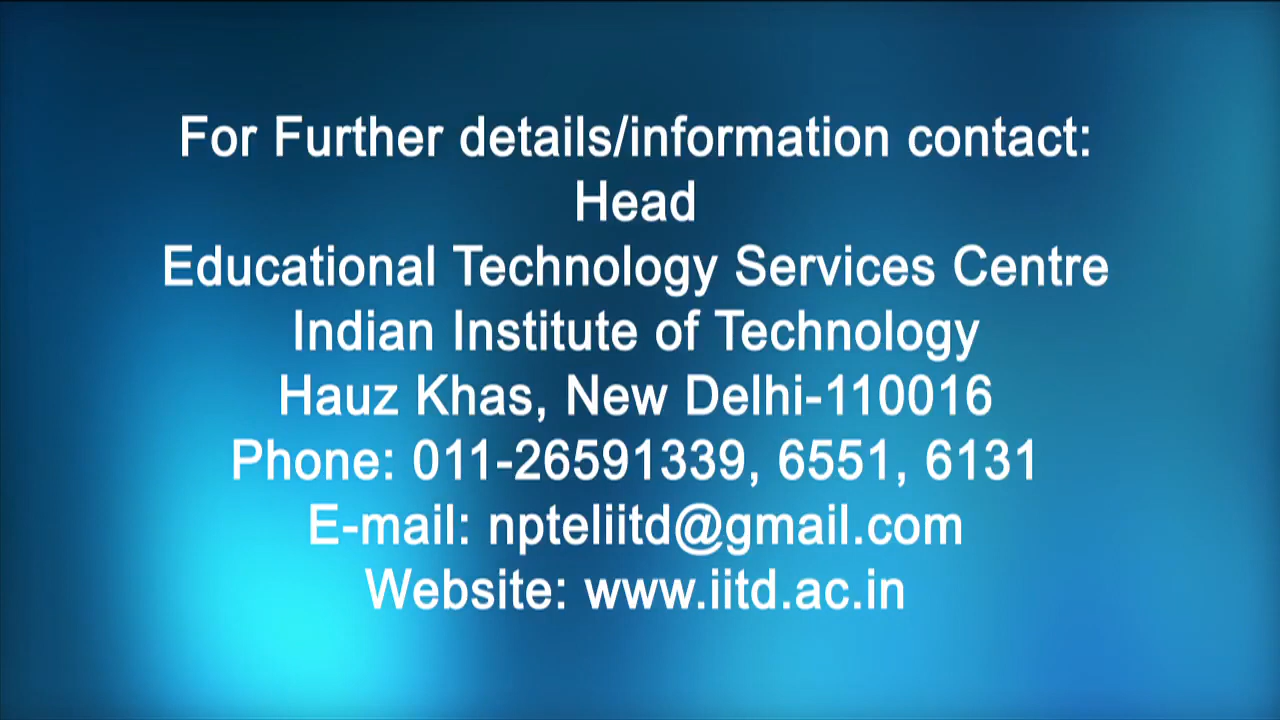 For Further details/information contact:
Head
Educational Technology Services Centre
Indian Institute of Technology
Hauz Khas, New Delhi-110016
Phone: 011-26591339, 6551, 6131
E-mail: npteliitd@gmail.com
Website: www.iitd.ac.in